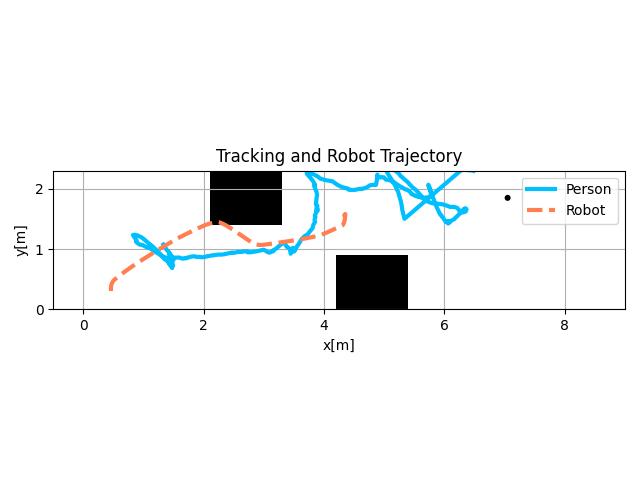 Tracking and Robot Trajectory
Person
Robot
y[m]
2
1
0
0 2 4 6 8
x[m]